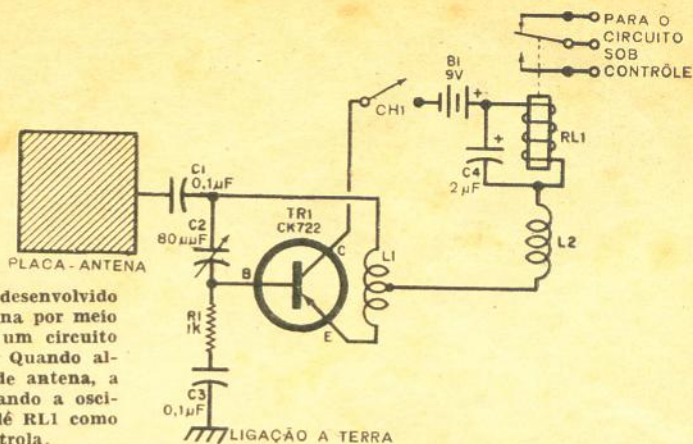 PARA O
CIRCUITO
SOB
CONTRÔLE
B1
9V
+
CH1
RL1
+
C4
2µF
C1
0,1µF
C2
80µµF
TR1
CK722
C
B
E
L1
L2
PLACA-ANTENA
R1
1k
C3
0,1µF
LIGAÇÃO A TERRA
desenvolvido
na por meio
um circuito
Quando al-
de antena, a
ando a osci-
lé RL1 como
trola.